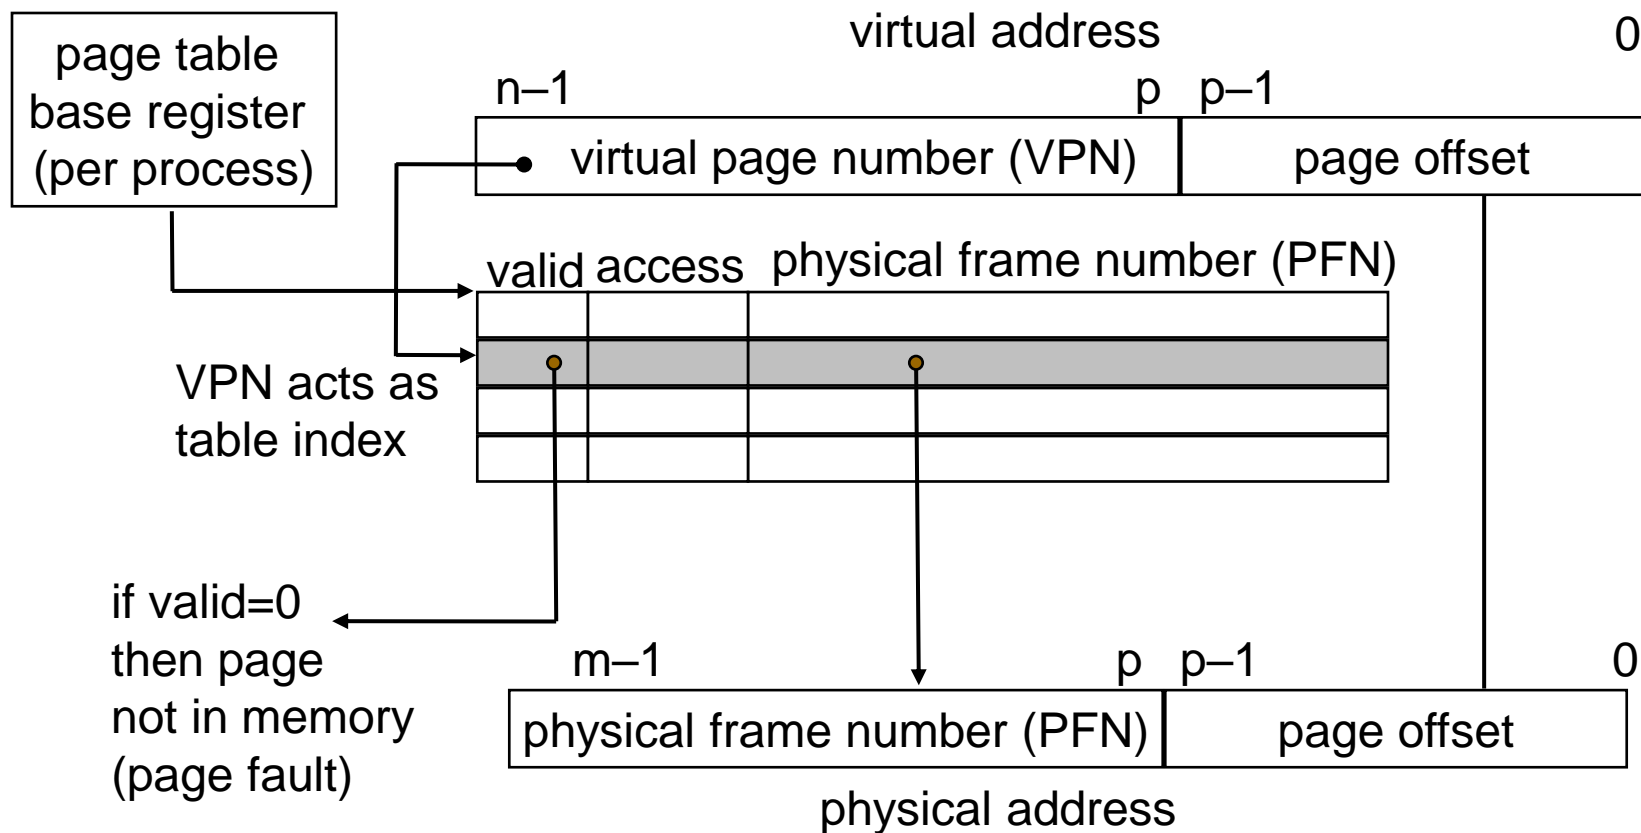 page table
base register
(per process)
virtual address
0
n–1
p
p–1
virtual page number (VPN)
page offset
valid
access
physical frame number (PFN)
VPN acts as
table index
if valid=0
then page
not in memory
(page fault)
m–1
p
p–1
0
physical frame number (PFN)
page offset
physical address